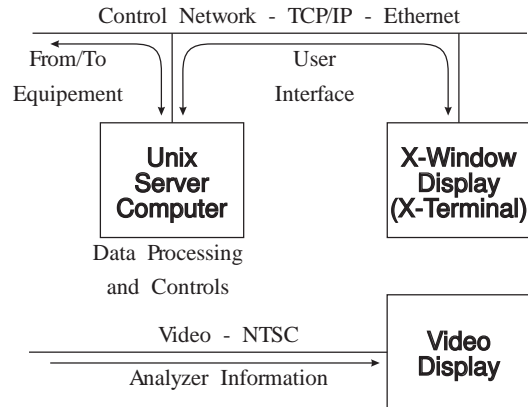 Control Network - TCP/IP - Ethernet
From/To
Equipement
User
Interface
Unix
Server
Computer
X-Window
Display
(X-Terminal)
Data Processing
and Controls
Video - NTSC
Analyzer Information
Video
Display